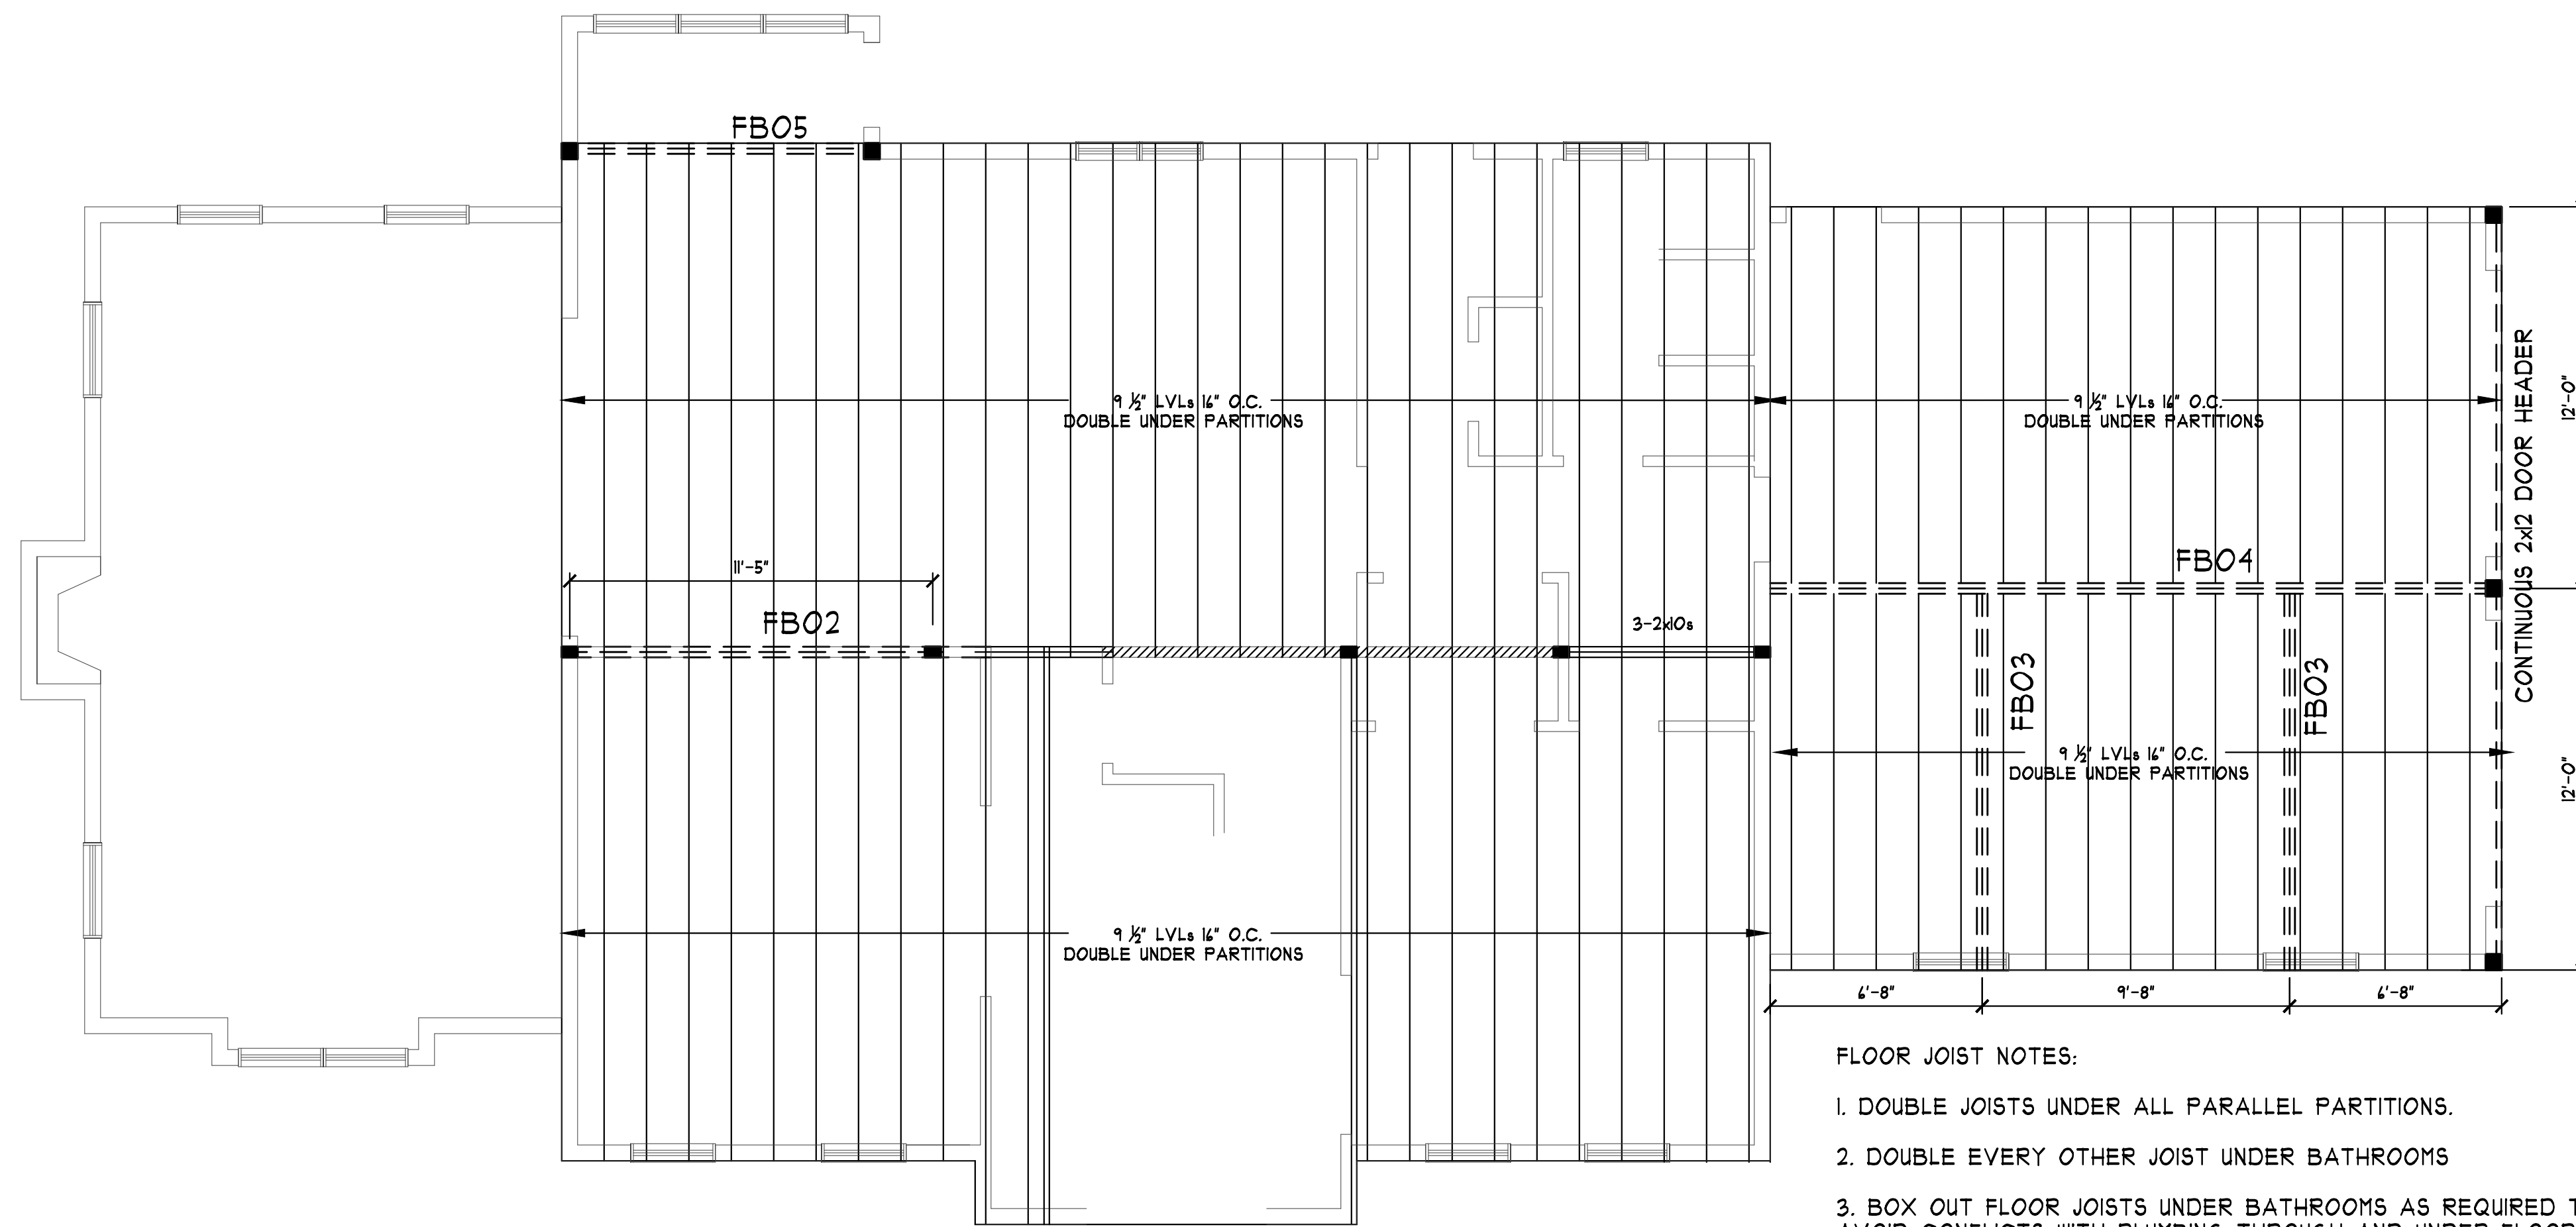 FB05
9 ½" LVLs 16" O.C.
DOUBLE UNDER PARTITIONS
9 ½" LVLs 16" O.C.
DOUBLE UNDER PARTITIONS
12'-0"
CONTINUOUS 2x12 DOOR HEADER
11'-5"
FB02
3-2x10s
FB04
FB03
FB03
9 ½" LVLs 16" O.C.
DOUBLE UNDER PARTITIONS
12'-0"
9 ½" LVLs 16" O.C.
DOUBLE UNDER PARTITIONS
6'-8"
9'-8"
6'-8"
FLOOR JOIST NOTES:
1. DOUBLE JOISTS UNDER ALL PARALLEL PARTITIONS.
2. DOUBLE EVERY OTHER JOIST UNDER BATHROOMS
3. BOX OUT FLOOR JOISTS UNDER BATHROOMS AS REQUIRED